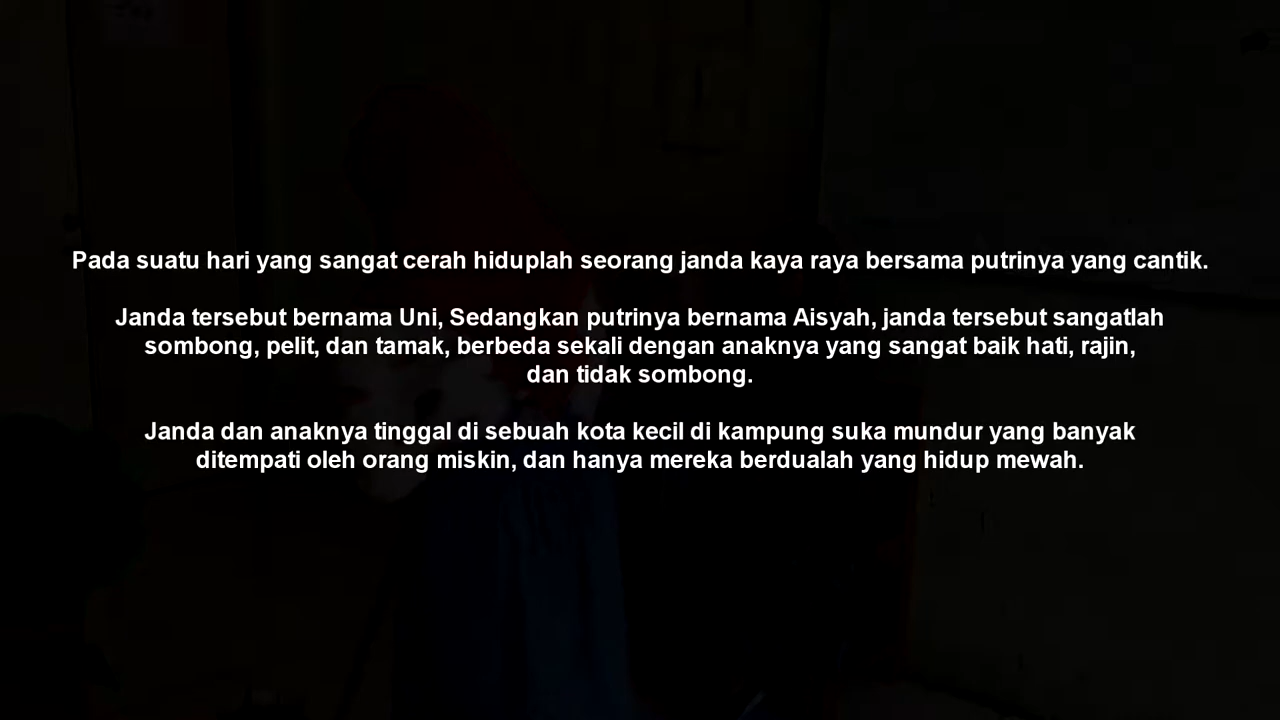 Pada suatu hari yang sangat cerah hiduplah seorang janda kaya raya bersama putrinya yang cantik.
Janda tersebut bernama Uni, Sedangkan putrinya bernama Aisyah, janda tersebut sangatlah
sombong, pelit, dan tamak, berbeda sekali dengan anaknya yang sangat baik hati, rajin,
dan tidak sombong.
Janda dan anaknya tinggal di sebuah kota kecil di kampung suka mundur yang banyak
ditempati oleh orang miskin, dan hanya mereka berdualah yang hidup mewah.